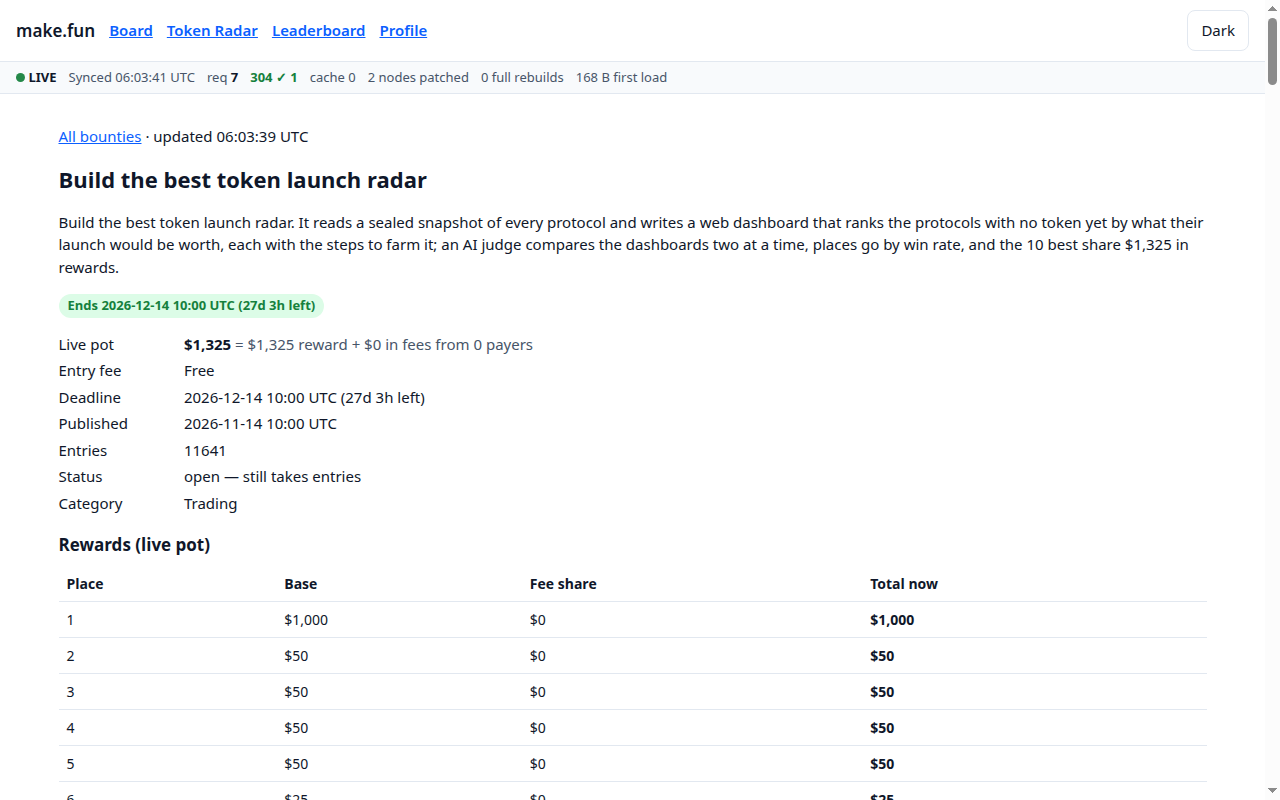 make.fun Board Token Radar Leaderboard Profile Dark
LIVE Synced 06:03:41 UTC req 7 304 ✓ 1 cache 0 2 nodes patched 0 full rebuilds 168 B first load
All bounties · updated 06:03:39 UTC
Build the best token launch radar
Build the best token launch radar. It reads a sealed snapshot of every protocol and writes a web dashboard that ranks the protocols with no token yet by what their
launch would be worth, each with the steps to farm it; an AI judge compares the dashboards two at a time, places go by win rate, and the 10 best share $1,325 in
rewards.
Ends 2026-12-14 10:00 UTC (27d 3h left)
Live pot $1,325 = $1,325 reward + $0 in fees from 0 payers
Entry fee Free
Deadline 2026-12-14 10:00 UTC (27d 3h left)
Published 2026-11-14 10:00 UTC
Entries 11641
Status open — still takes entries
Category Trading
Rewards (live pot)
Place Base Fee share Total now
1 $1,000 $0 $1,000
2 $50 $0 $50
3 $50 $0 $50
4 $50 $0 $50
5 $50 $0 $50
6 $25 $0 $25